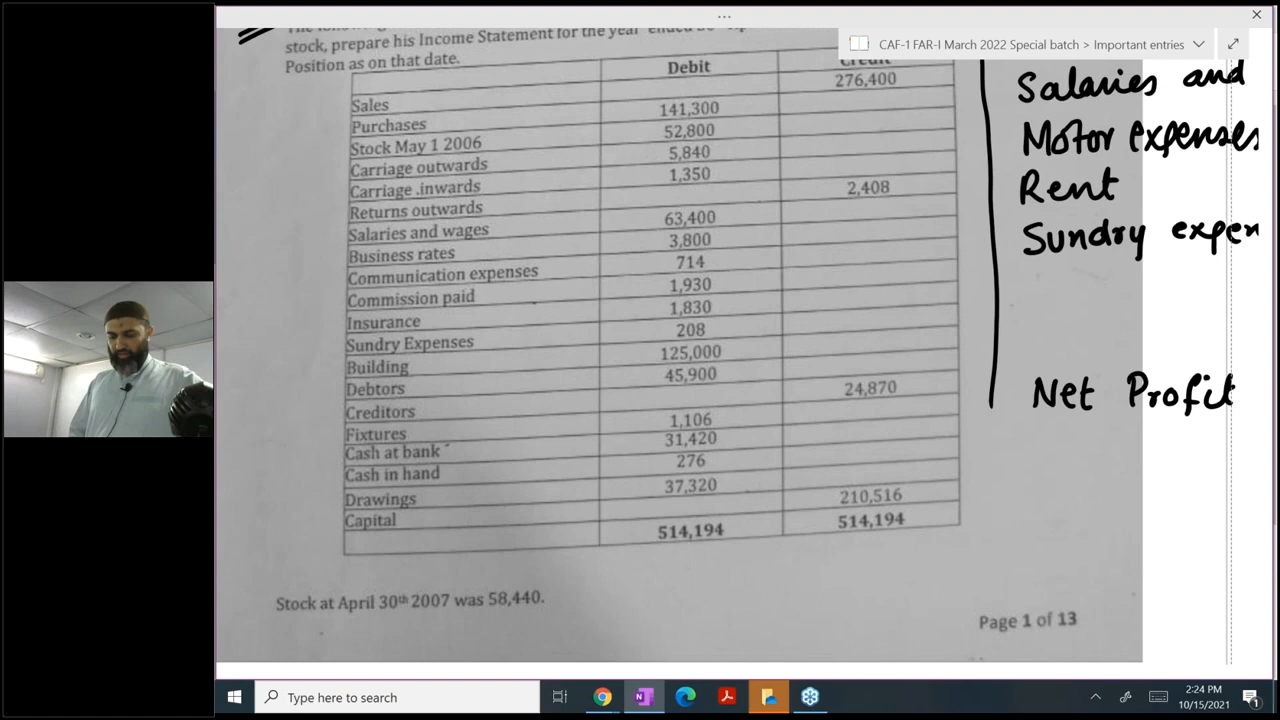 CAF-1 FAR-I March 2022 Special batch > Important entries
stock, prepare his Income Statement for the year ended
Position as on that date.
Debit Credit
Sales 276,400
Purchases 141,300
Stock May 1 2006 52,800
Carriage outwards 5,840
Carriage inwards 1,350
Returns outwards 2,408
Salaries and wages 63,400
Business rates 3,800
Communication expenses 714
Commission paid 1,930
Insurance 1,830
Sundry Expenses 208
Building 125,000
Debtors 45,900
Creditors 24,870
Fixtures 1,106
Cash at bank 31,420
Cash in hand 276
Drawings 37,320
Capital 210,516
514,194 514,194
Stock at April 30th 2007 was 58,440.
Page 1 of 13
Salaries and
Motor expenses
Rent
Sundry expen
Net Profit
Type here to search
2:24 PM
10/15/2021
1